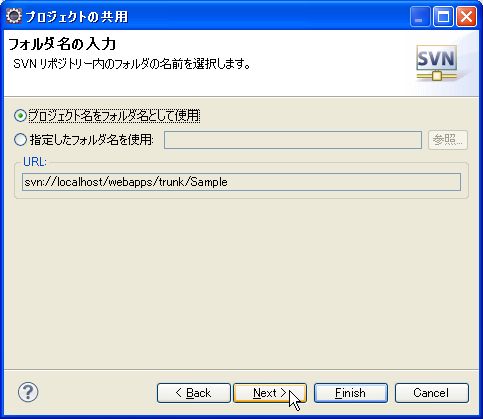 プロジェクトの共用
フォルダ名の入力
SVN リポジトリー内のフォルダの名前を選択します。
SVN
プロジェクト名をフォルダ名として使用
指定したフォルダ名を使用:
参照...
URL:
svn://localhost/webapps/trunk/Sample
?
< Back
Next >
Finish
Cancel